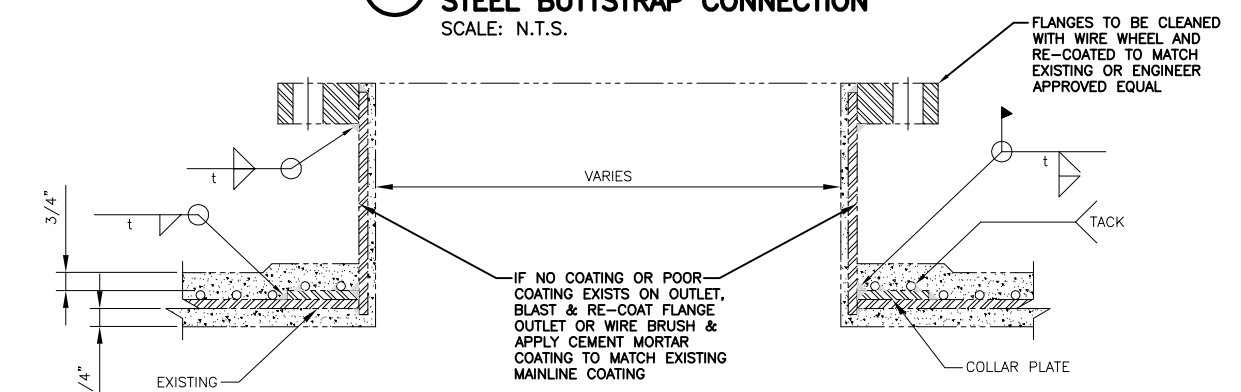 STEEL BUTTSTRAP CONNECTION
SCALE: N.T.S.
FLANGES TO BE CLEANED
WITH WIRE WHEEL AND
RE-COATED TO MATCH
EXISTING OR ENGINEER
APPROVED EQUAL
t
t
VARIES
3/4"
t
TACK
IF NO COATING OR POOR
COATING EXISTS ON OUTLET,
BLAST & RE-COAT FLANGE
OUTLET OR WIRE BRUSH &
APPLY CEMENT MORTAR
COATING TO MATCH EXISTING
MAINLINE COATING
COLLAR PLATE
EXISTING
/4"